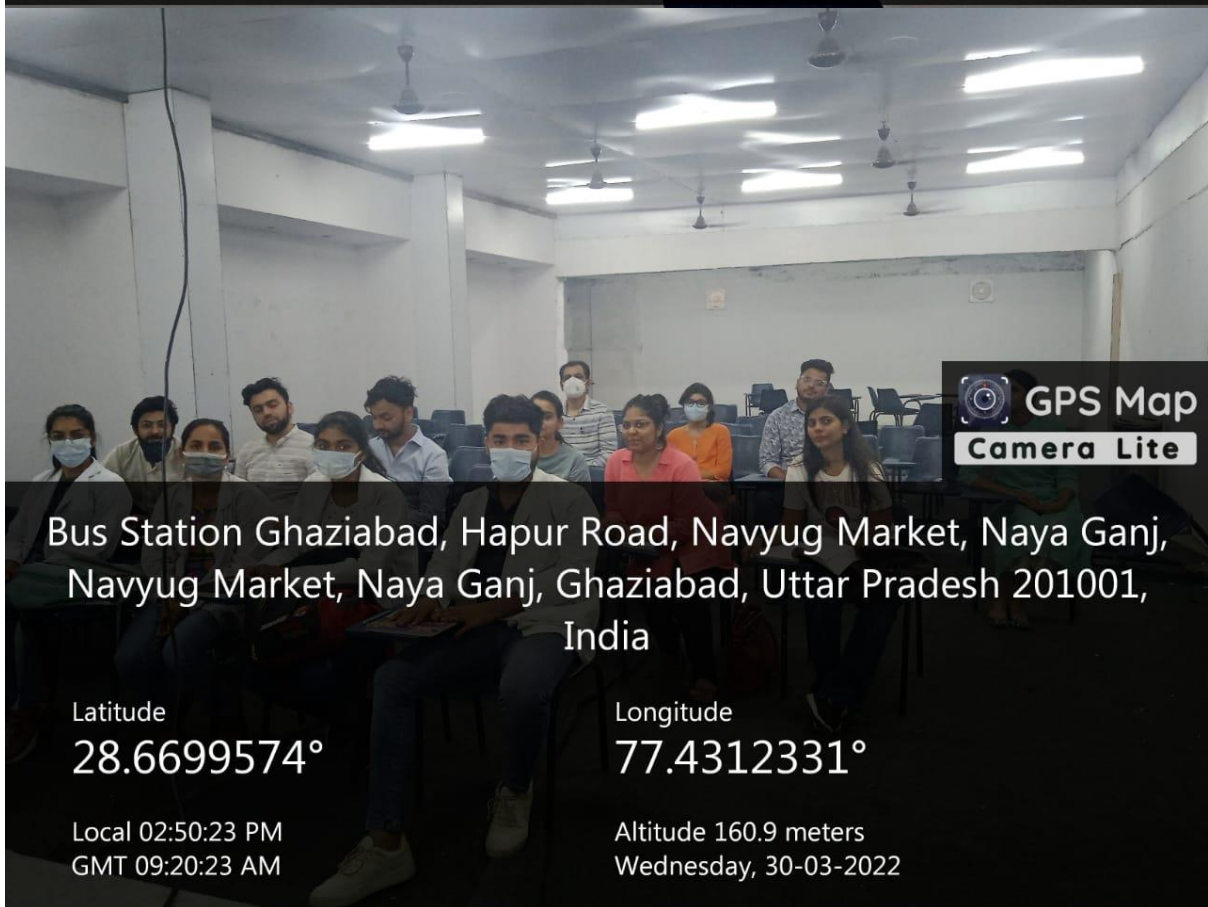 GPS Map
Camera Lite
Bus Station Ghaziabad, Hapur Road, Navyug Market, Naya Ganj,
Navyug Market, Naya Ganj, Ghaziabad, Uttar Pradesh 201001,
India
Latitude
28.6699574°
Longitude
77.4312331°
Local 02:50:23 PM
GMT 09:20:23 AM
Altitude 160.9 meters
Wednesday, 30-03-2022